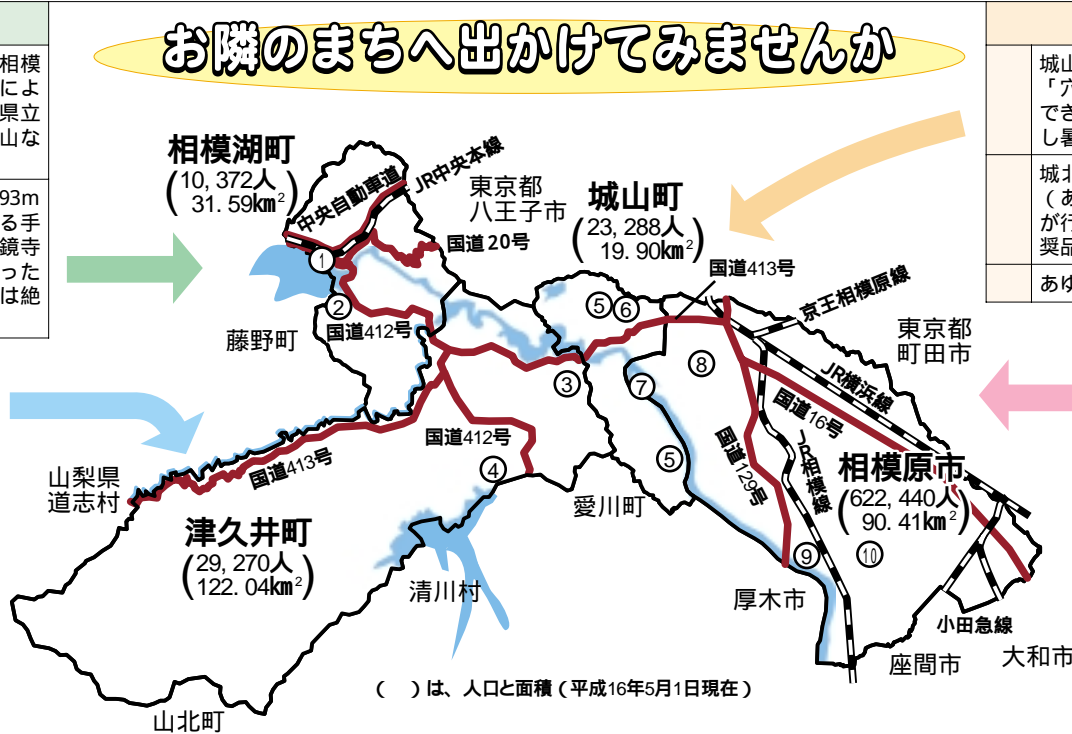 お隣のまちへ出かけてみませんか
相模
によ
県立
山な
93m
る手
鏡寺
った
は絶
城山
「穴
でき
し暑
城北
(あ
が行
奨品
あゆ
相模湖町
(10,372人
31.59km²)
中央自動車道
JR中央本線
東京都
八王子市
国道20号
城山町
(23,288人
19.90km²)
国道413号
京王相模原線
東京都
町田市
①
②
藤野町
国道412号
③
⑤
⑥
⑦
⑧
JR横浜線
国道16号
国道129号
JR相模線
国道412号
④
⑤
国道413号
山梨県
道志村
愛川町
相模原市
(622,440人
90.41km²)
津久井町
(29,270人
122.04km²)
清川村
⑨
⑩
厚木市
小田急線
座間市
大和市
( )は、人口と面積(平成16年5月1日現在)
山北町